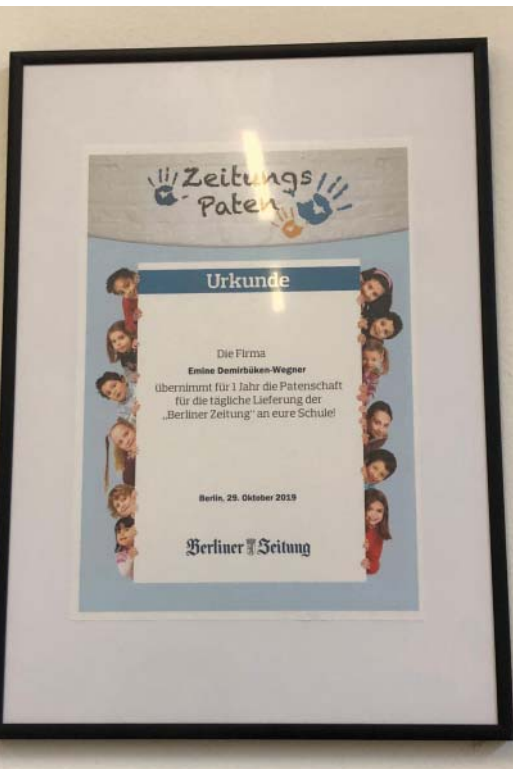 Zeitungs
Paten
Urkunde
Die Firma
Emine Demirbüken-Wegner
übernimmt für 1 Jahr die Patenschaft
für die tägliche Lieferung der
„Berliner Zeitung“ an eure Schule!
Berlin, 29. Oktober 2019
Berliner Zeitung